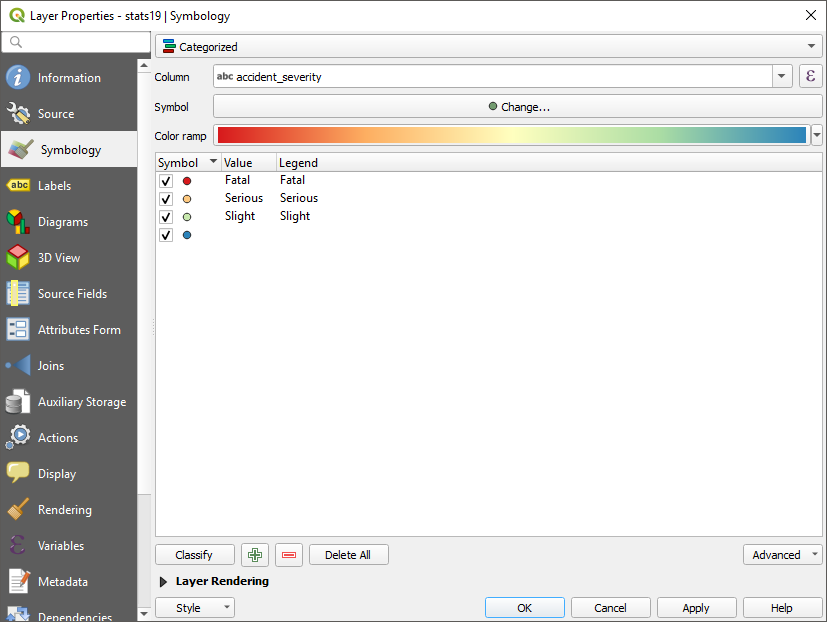 Layer Properties - stats19 | Symbology
Categorized
Information
Source
Symbology
abc Labels
Diagrams
3D View
Source Fields
Attributes Form
Joins
Auxiliary Storage
Actions
Display
Rendering
Variables
Metadata
Dependencies
Column abc accident_severity ε
Symbol Change...
Color ramp
Symbol Value Legend
Fatal Fatal
Serious Serious
Slight Slight
Classify Delete All Advanced
Layer Rendering
Style OK Cancel Apply Help